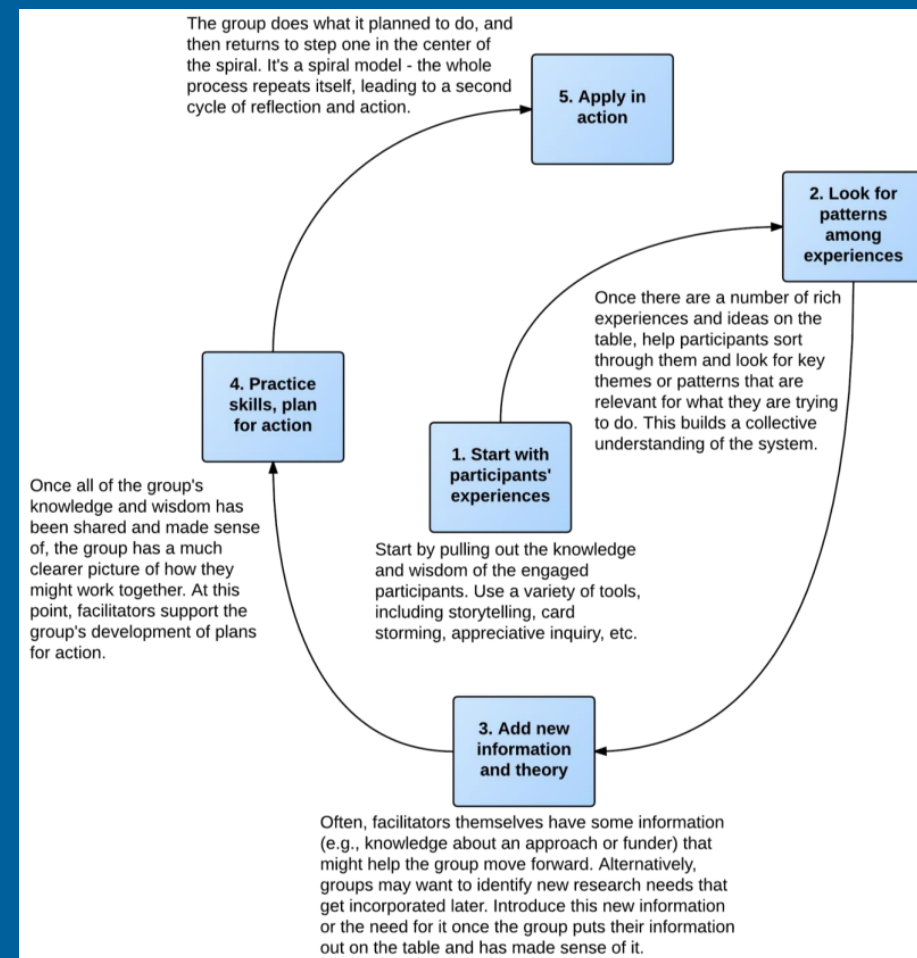 The group does what it planned to do, and
then returns to step one in the center of
the spiral. It's a spiral model - the whole
process repeats itself, leading to a second
cycle of reflection and action.
5. Apply in
action
2. Look for
patterns
among
experiences
Once there are a number of rich
experiences and ideas on the
table, help participants sort
through them and look for key
themes or patterns that are
relevant for what they are trying
to do. This builds a collective
understanding of the system.
4. Practice
skills, plan
for action
1. Start with
participants'
experiences
Once all of the group's
knowledge and wisdom has
been shared and made sense
of, the group has a much
clearer picture of how they
might work together. At this
point, facilitators support the
group's development of plans
for action.
Start by pulling out the knowledge
and wisdom of the engaged
participants. Use a variety of tools,
including storytelling, card
storming, appreciative inquiry, etc.
3. Add new
information
and theory
Often, facilitators themselves have some information
(e.g., knowledge about an approach or funder) that
might help the group move forward. Alternatively,
groups may want to identify new research needs that
get incorporated later. Introduce this new information
or the need for it once the group puts their information
out on the table and has made sense of it.